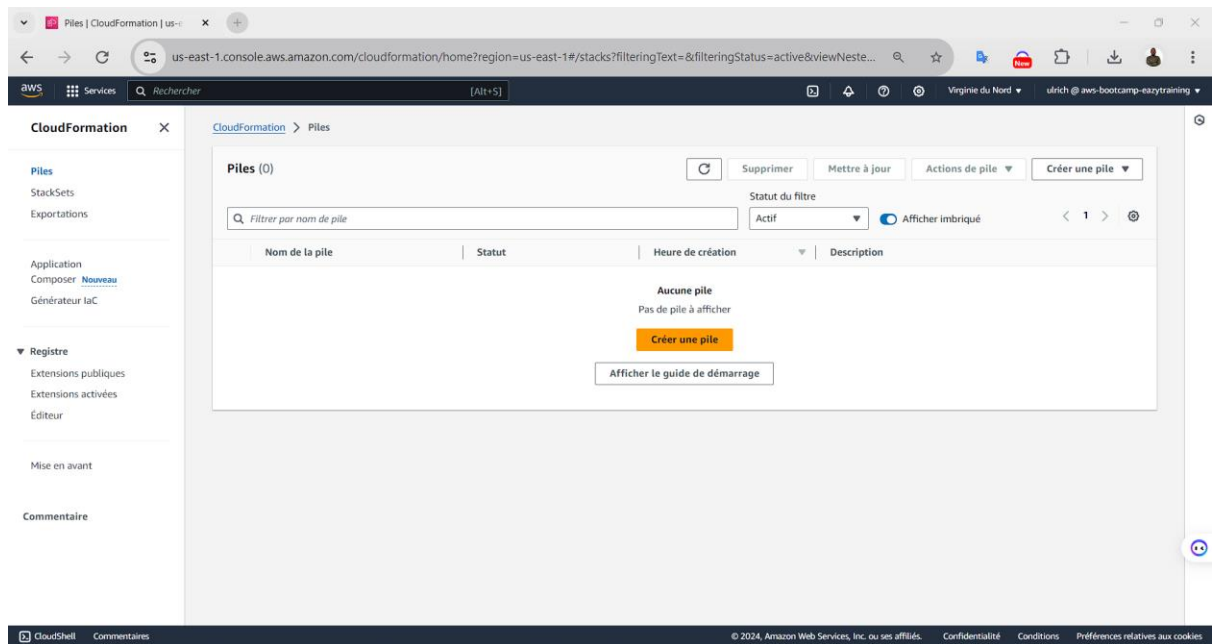 Piles | CloudFormation | us-e
us-east-1.console.aws.amazon.com/cloudformation/home?region=us-east-1#/stacks?filteringText=&filteringStatus=active&viewNeste...
New
aws
Services
Rechercher
[Alt+S]
Virginie du Nord
ulrich @ aws-bootcamp-eazytraining
CloudFormation
Piles
StackSets
Exportations
Application
Composer Nouveau
Générateur IaC
Registre
Extensions publiques
Extensions activées
Éditeur
Mise en avant
Commentaire
CloudFormation > Piles
Piles (0)
Supprimer
Mettre à jour
Actions de pile
Créer une pile
Statut du filtre
Filtrer par nom de pile
Actif
Afficher imbriqué
1
Nom de la pile
Statut
Heure de création
Description
Aucune pile
Pas de pile à afficher
Créer une pile
Afficher le guide de démarrage
CloudShell
Commentaires
© 2024, Amazon Web Services, Inc. ou ses affiliés.
Confidentialité
Conditions
Préférences relatives aux cookies